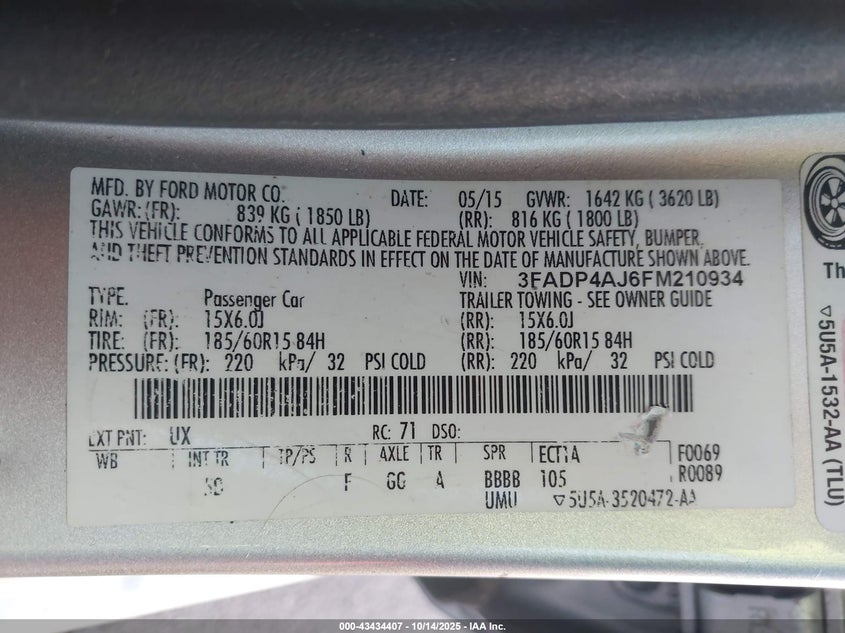 MFD. BY FORD MOTOR CO. DATE: 05/15 GVWR: 1642 KG ( 3620 LB)
GAWR: (FR): 839 KG ( 1850 LB) (RR): 816 KG ( 1800 LB)
THIS VEHICLE CONFORMS TO ALL APPLICABLE FEDERAL MOTOR VEHICLE SAFETY, BUMPER,
AND THEFT PREVENTION STANDARDS IN EFFECT ON THE DATE OF MANUFACTURE SHOWN ABOVE.
VIN: 3FADP4AJ6FM210934
TYPE: Passenger Car TRAILER TOWING - SEE OWNER GUIDE
RIM: (FR): 15X6.0J (RR): 15X6.0J
TIRE: (FR): 185/60R15 84H (RR): 185/60R15 84H
PRESSURE: (FR): 220 kPa/ 32 PSI COLD (RR): 220 kPa/ 32 PSI COLD
EXT PNT: UX RC: 71 DSO:
WB INT TR TP/PS R AXLE TR SPR ECT1A F0069
F GG A BBBB 105 R0089
UMU ▽5U5A-3520472-AA
Th
▽5U5A-1532-AA (TLU)
000-43434407 - 10/14/2025 - IAA Inc.